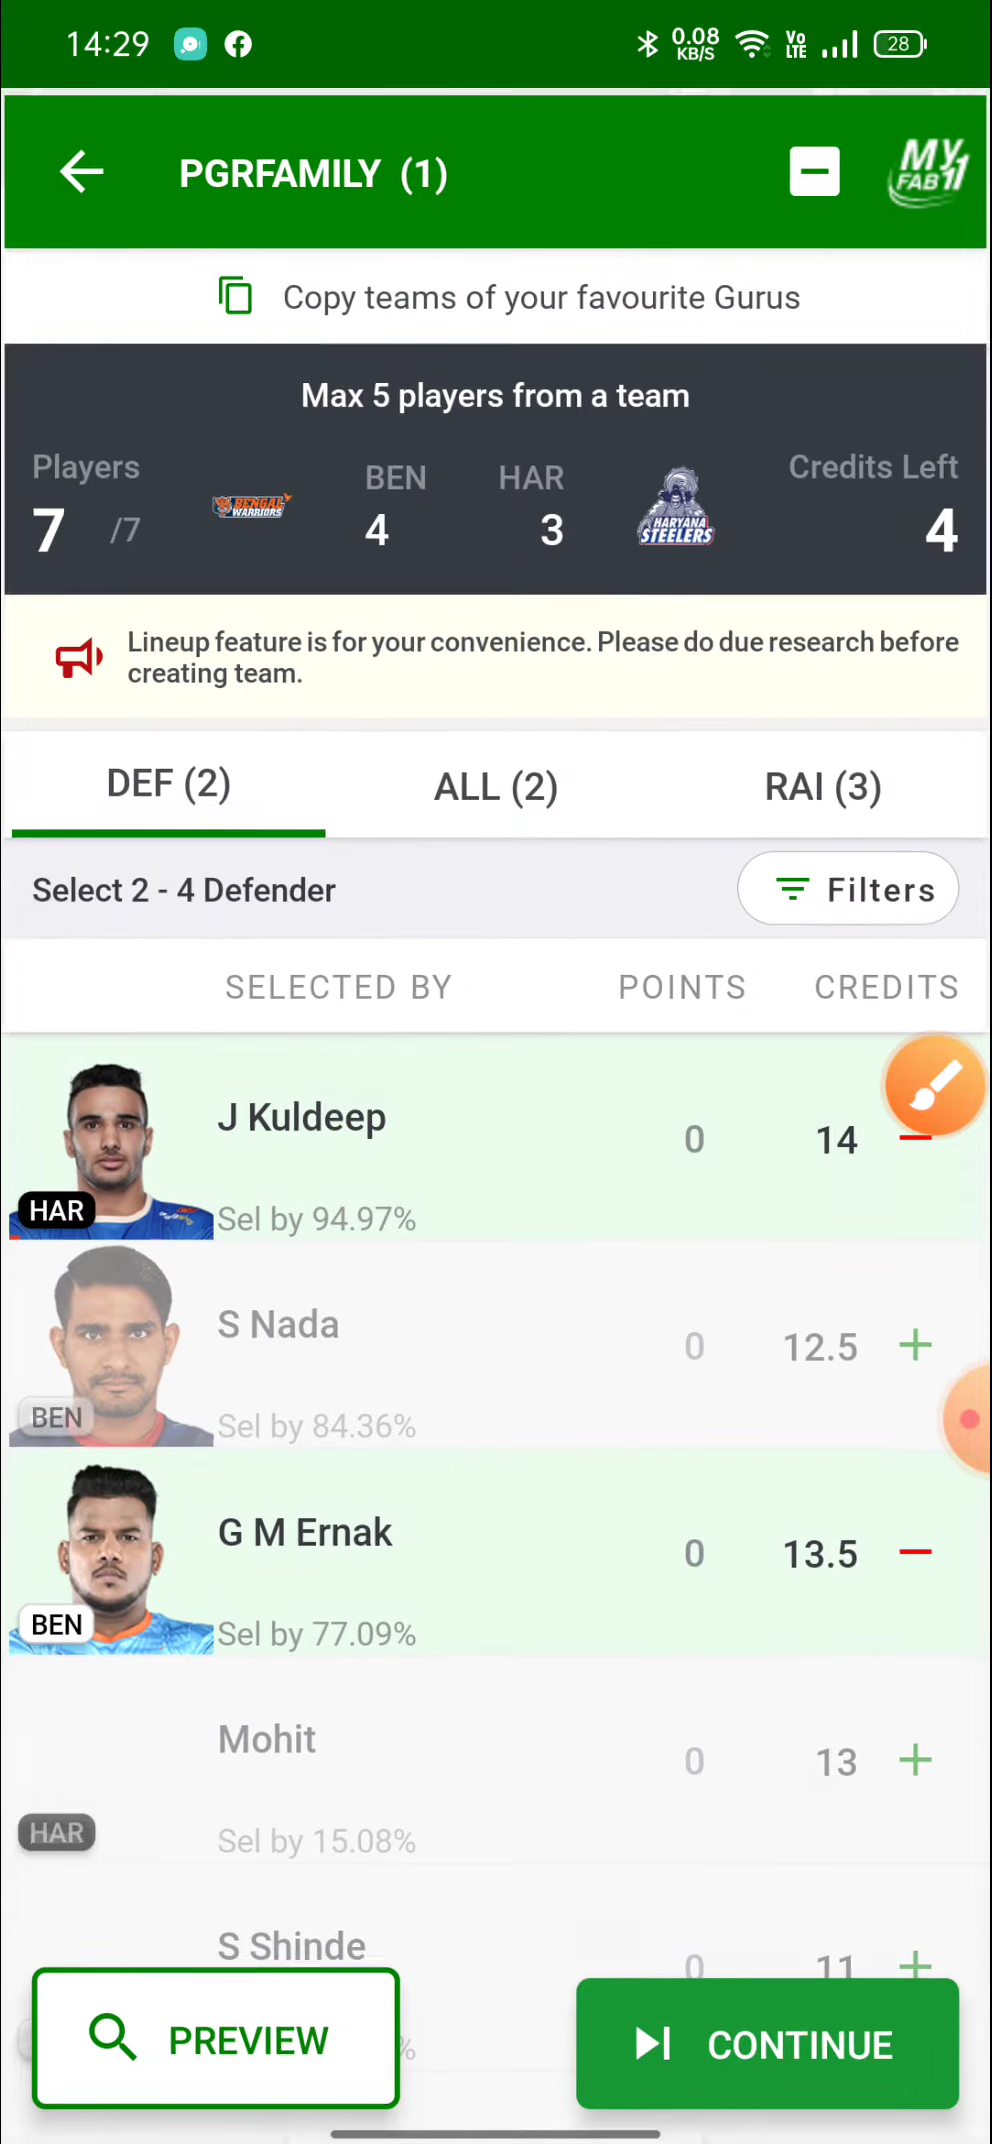 14:29 0.08 KB/S Vo LTE 28
PGRFAMILY (1) MY FAB11
Copy teams of your favourite Gurus
Max 5 players from a team
Players BEN HAR Credits Left
7 /7 BENGAL WARRIORS 4 3 HARYANA STEELERS 4
Lineup feature is for your convenience. Please do due research before
creating team.
DEF (2) ALL (2) RAI (3)
Select 2 - 4 Defender Filters
SELECTED BY POINTS CREDITS
J Kuldeep
0 14
HAR Sel by 94.97%
S Nada
0 12.5
BEN Sel by 84.36%
G M Ernak
0 13.5
BEN Sel by 77.09%
Mohit
0 13
HAR Sel by 15.08%
S Shinde
0 11
%
PREVIEW CONTINUE